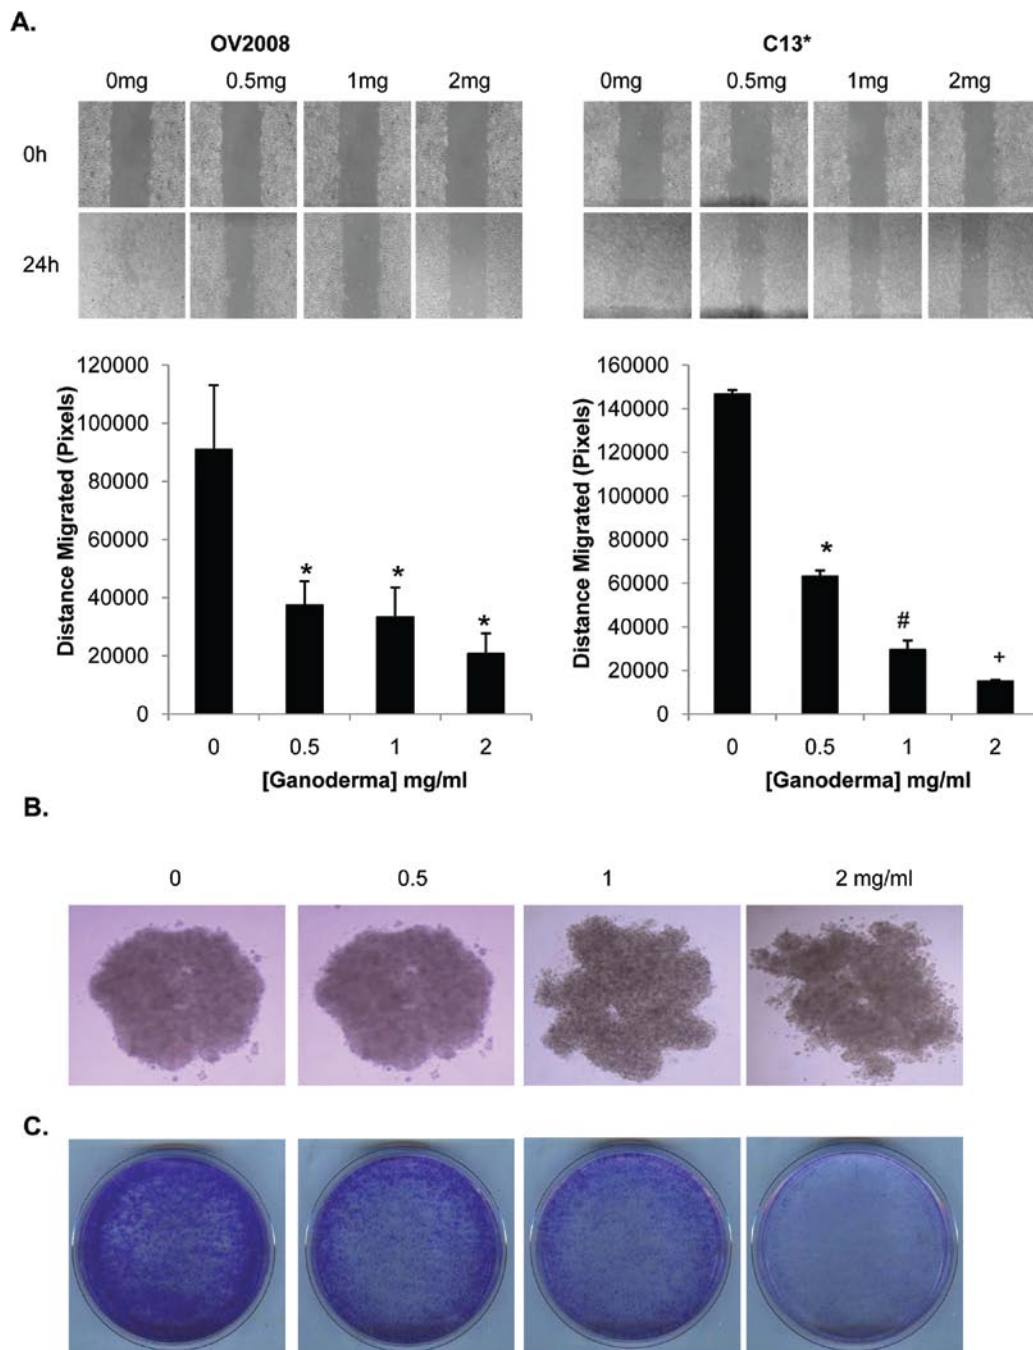 A.
OV2008
C13*
0mg 0.5mg 1mg 2mg
0mg 0.5mg 1mg 2mg
0h
24h
Distance Migrated (Pixels)
120000
100000
80000
60000
40000
20000
0
* * *
0 0.5 1 2
[Ganoderma] mg/ml
Distance Migrated (Pixels)
160000
140000
120000
100000
80000
60000
40000
20000
0
* # +
0 0.5 1 2
[Ganoderma] mg/ml
B.
0 0.5 1 2 mg/ml
C.